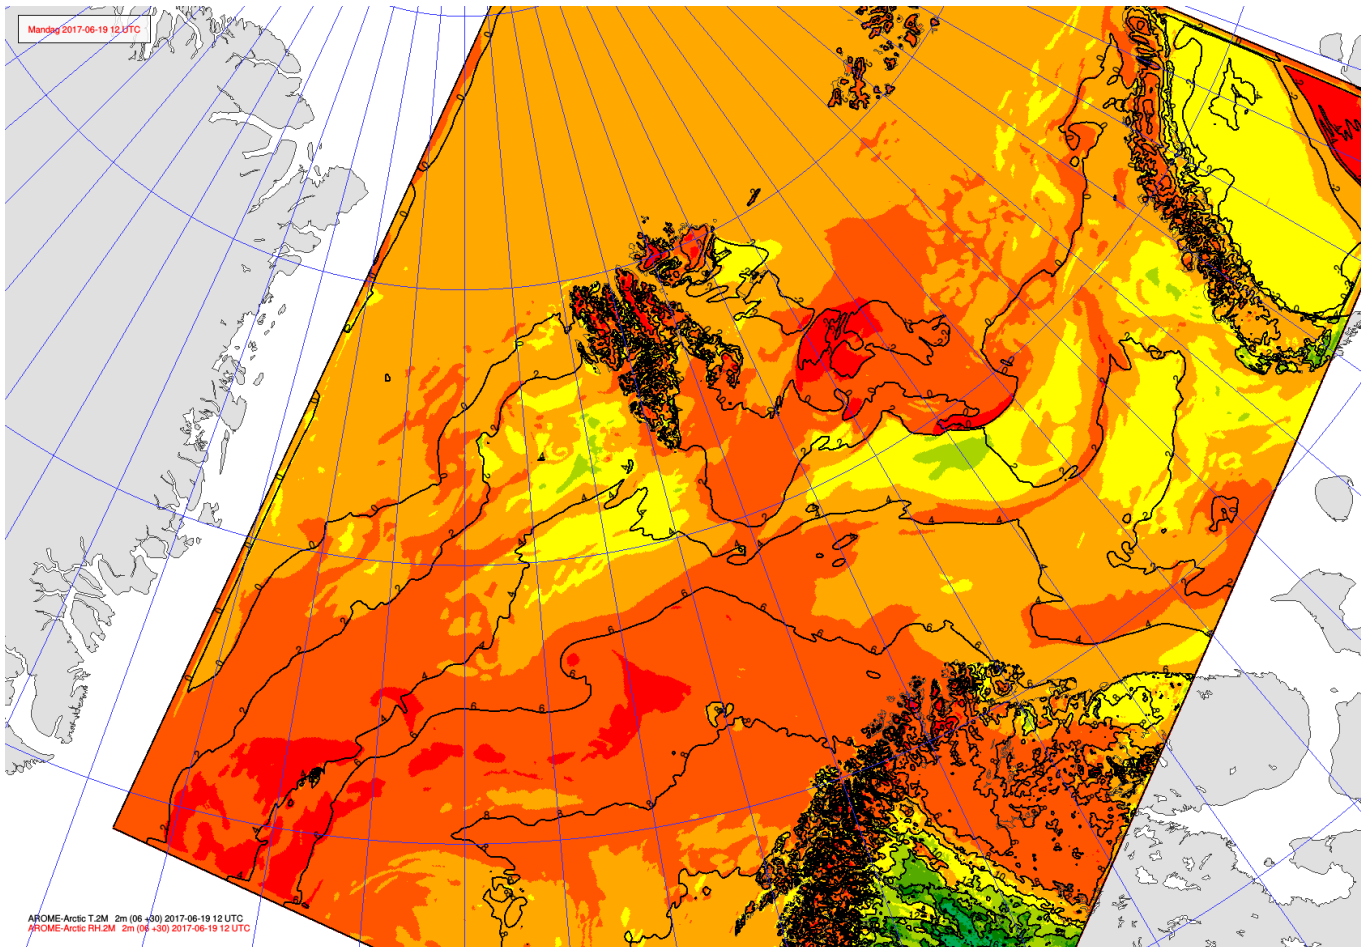 Mandag 2017-06-19 12 UTC
AROME-Arctic T.2M 2m (06 +30) 2017-06-19 12 UTC
AROME-Arctic RH.2M 2m (06 +30) 2017-06-19 12 UTC